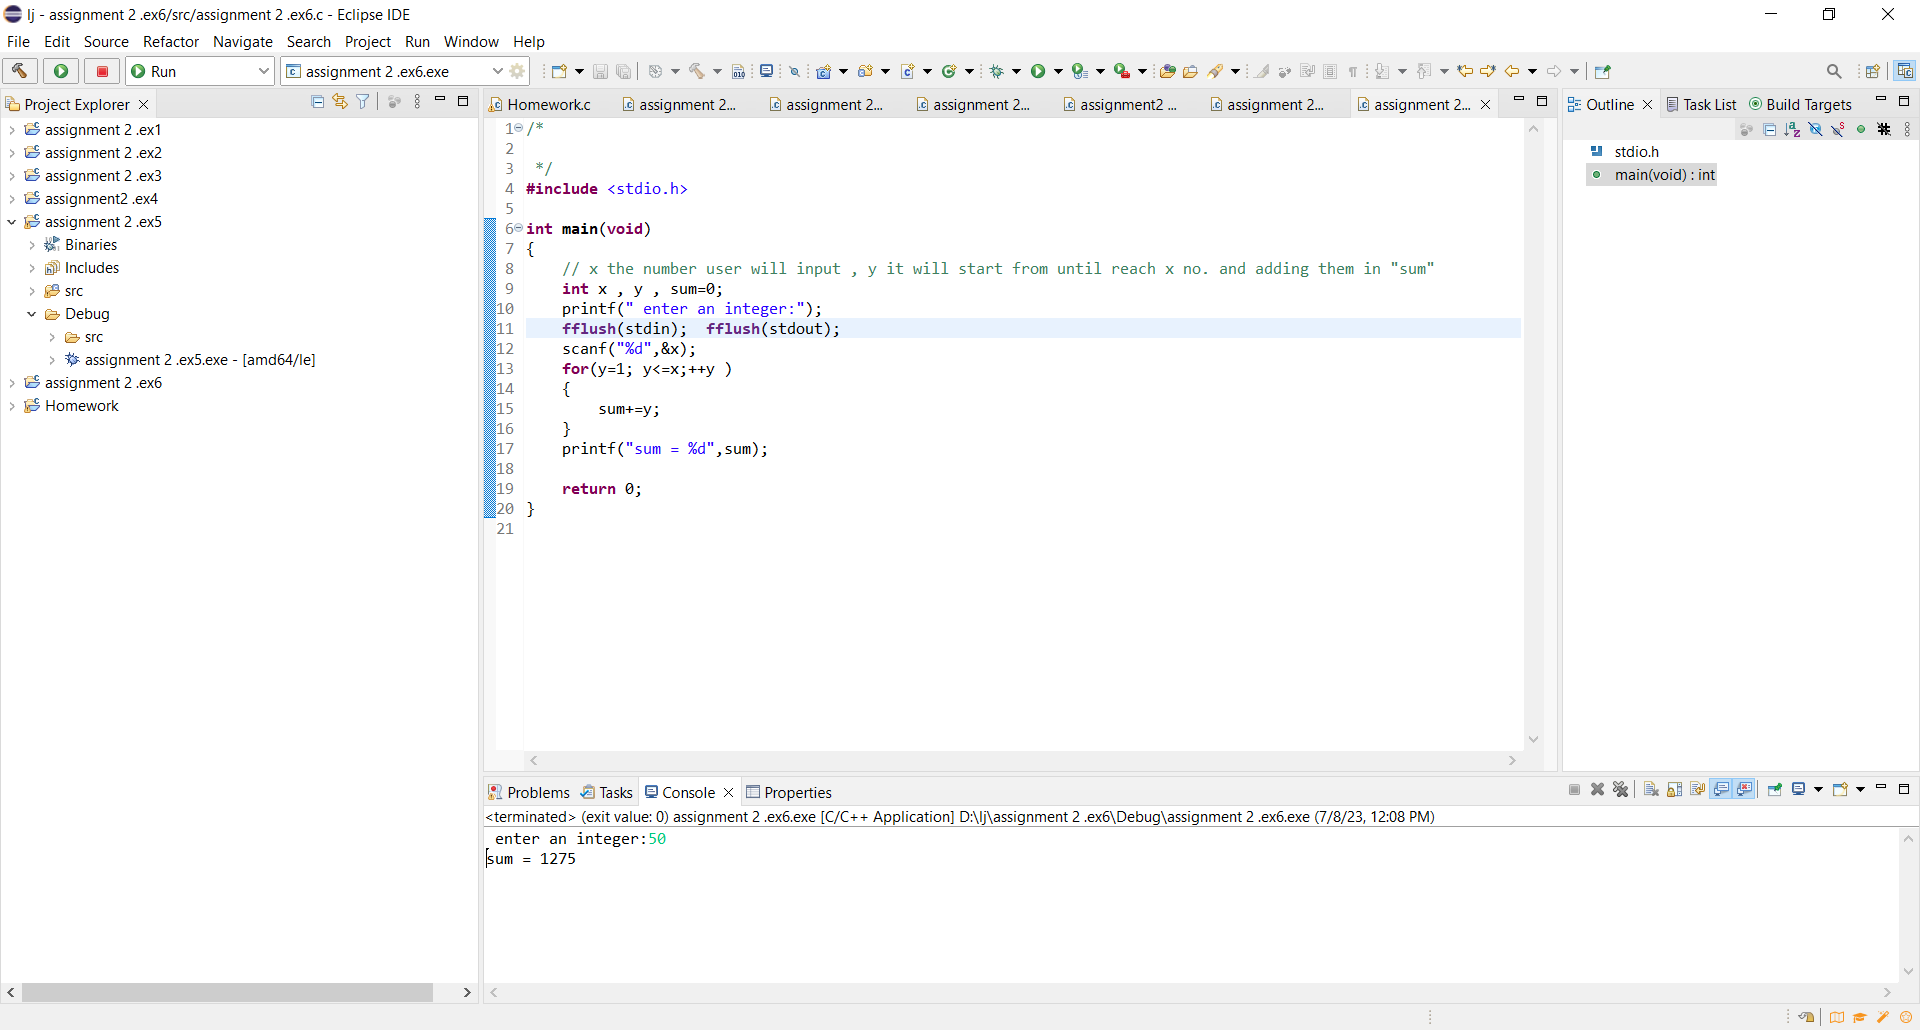 lj - assignment 2 .ex6/src/assignment 2 .ex6.c - Eclipse IDE
File Edit Source Refactor Navigate Search Project Run Window Help
Run assignment 2 .ex6.exe
Project Explorer
assignment 2 .ex1
assignment 2 .ex2
assignment 2 .ex3
assignment2 .ex4
assignment 2 .ex5
Binaries
Includes
src
Debug
src
assignment 2 .ex5.exe - [amd64/le]
assignment 2 .ex6
Homework
Homework.c assignment 2... assignment 2... assignment 2... assignment2 ... assignment 2... assignment 2...
1 /*
2
3 */
4 #include <stdio.h>
5
6 int main(void)
7 {
8 // x the number user will input , y it will start from until reach x no. and adding them in "sum"
9 int x , y , sum=0;
10 printf(" enter an integer:");
11 fflush(stdin);  fflush(stdout);
12 scanf("%d",&x);
13 for(y=1; y<=x;++y )
14 {
15 sum+=y;
16 }
17 printf("sum = %d",sum);
18
19 return 0;
20 }
21
Outline Task List Build Targets
stdio.h
main(void) : int
Problems Tasks Console Properties
<terminated> (exit value: 0) assignment 2 .ex6.exe [C/C++ Application] D:\lj\assignment 2 .ex6\Debug\assignment 2 .ex6.exe (7/8/23, 12:08 PM)
enter an integer:50
sum = 1275